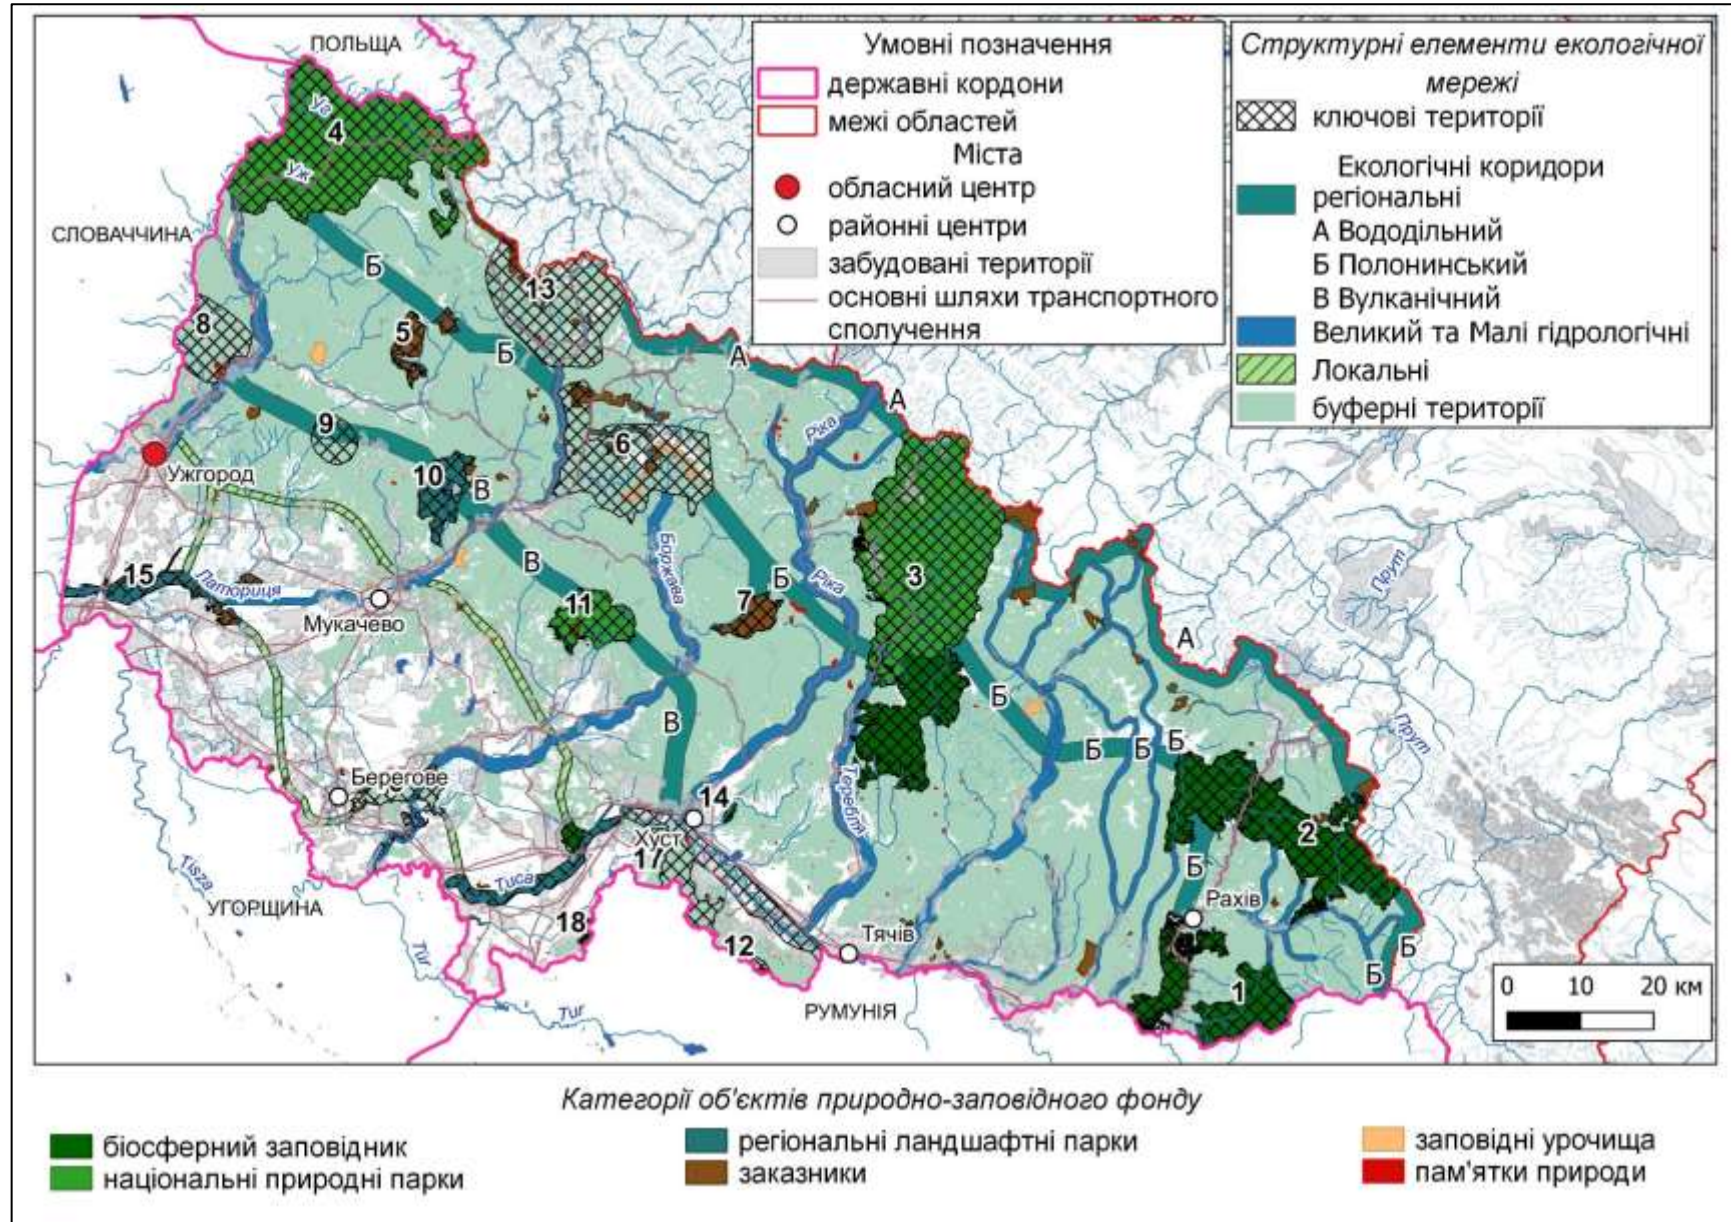 ПОЛЬЩА
СЛОВАЧЧИНА
УГОРЩИНА
РУМУНІЯ
Умовні позначення
державні кордони
межі областей
Міста
обласний центр
районні центри
забудовані території
основні шляхи транспортного
сполучення
Структурні елементи екологічної
мережі
ключові території
Екологічні коридори
регіональні
А Вододільний
Б Полонинський
В Вулканічний
Великий та Малі гідрологічні
Локальні
буферні території
Уг
4
Уж
Б
13
8
5
Б
А
А
Ріка
9
6
Ужгород
10
В
Боржава
15
Латориця
Мукачево
В
11
7
Б
Ріка
3
Прут
А
Б
В
Прут
Берегове
Теребля
Б
Б
Б
14
Хуст
17
2
Tisza
Туса
Б
Рахів
18
12
Тячів
Б
Б
Tur
Tur
1
0 10 20 км
Категорії об'єктів природно-заповідного фонду
біосферний заповідник
національні природні парки
регіональні ландшафтні парки
заказники
заповідні урочища
пам'ятки природи